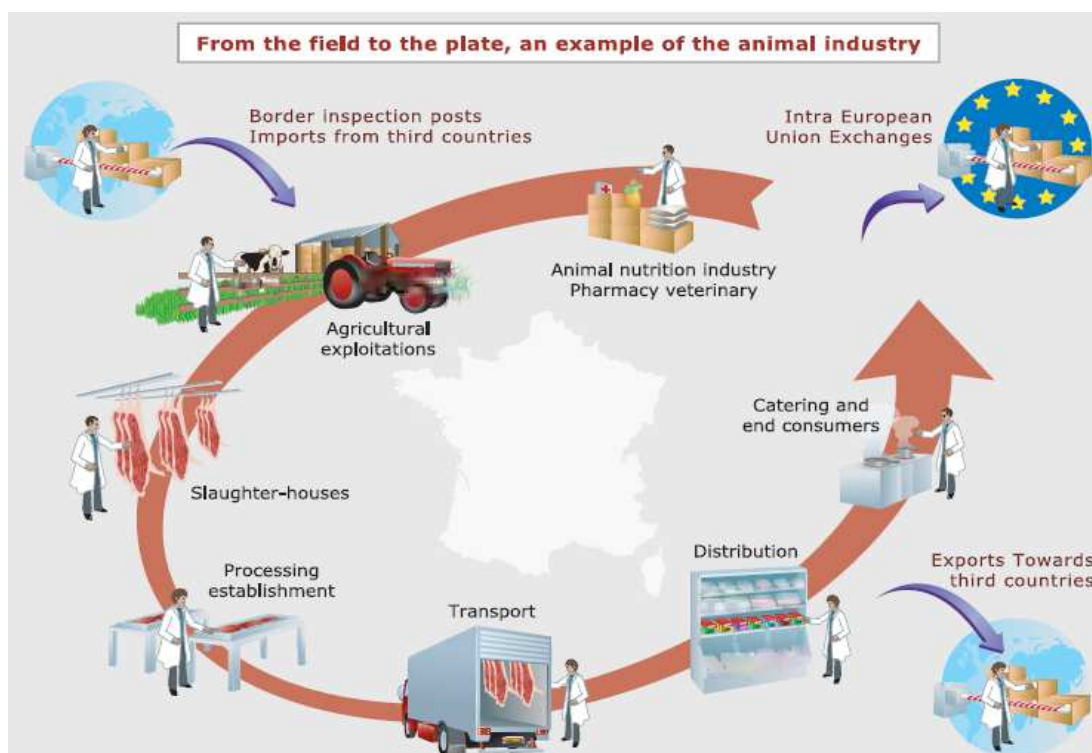 From the field to the plate, an example of the animal industry
Border inspection posts
Imports from third countries
Intra European
Union Exchanges
Animal nutrition industry
Pharmacy veterinary
Agricultural
exploitations
Catering and
end consumers
Slaughter-houses
Distribution
Exports Towards
third countries
Processing
establishment
Transport